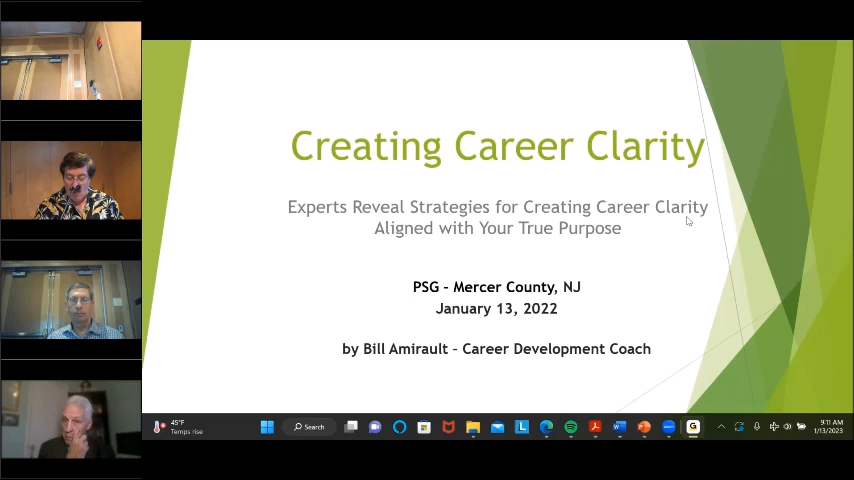 Creating Career Clarity
Experts Reveal Strategies for Creating Career Clarity
Aligned with Your True Purpose
PSG – Mercer County, NJ
January 13, 2022
by Bill Amirault – Career Development Coach
45°F
Temps rise
Search
L
W
zoom
G
9:11 AM
1/13/2023